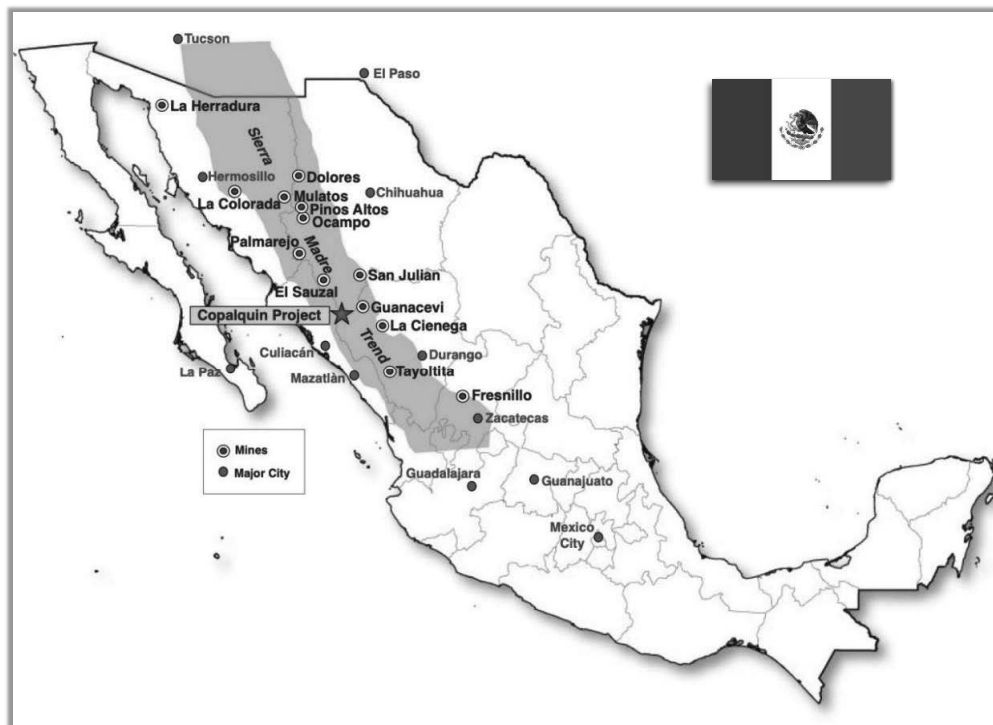 Tucson
El Paso
La Herradura
Sierra
Hermosillo
Dolores
Chihuahua
La Colorada
Mulatos
Pinos Altos
Ocampo
Palmarejo
Madre
San Julian
El Sauzal
Guanacevi
Copalquin Project
La Cienega
Trend
Culiacán
Durango
La Paz
Mazatlàn
Tayoltita
Fresnillo
Zacatecas
Mines
Major City
Guadalajara
Guanajuato
Mexico
City